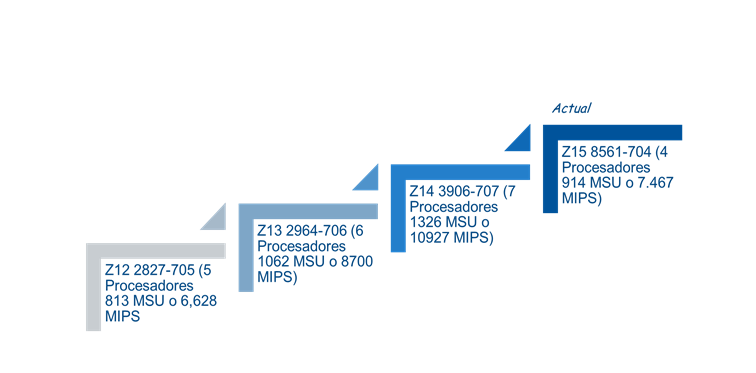 Actual
Z15 8561-704 (4
Procesadores
914 MSU o 7.467
MIPS)
Z14 3906-707 (7
Procesadores
1326 MSU o
10927 MIPS)
Z13 2964-706 (6
Procesadores
1062 MSU o 8700
MIPS)
Z12 2827-705 (5
Procesadores
813 MSU o 6,628
MIPS